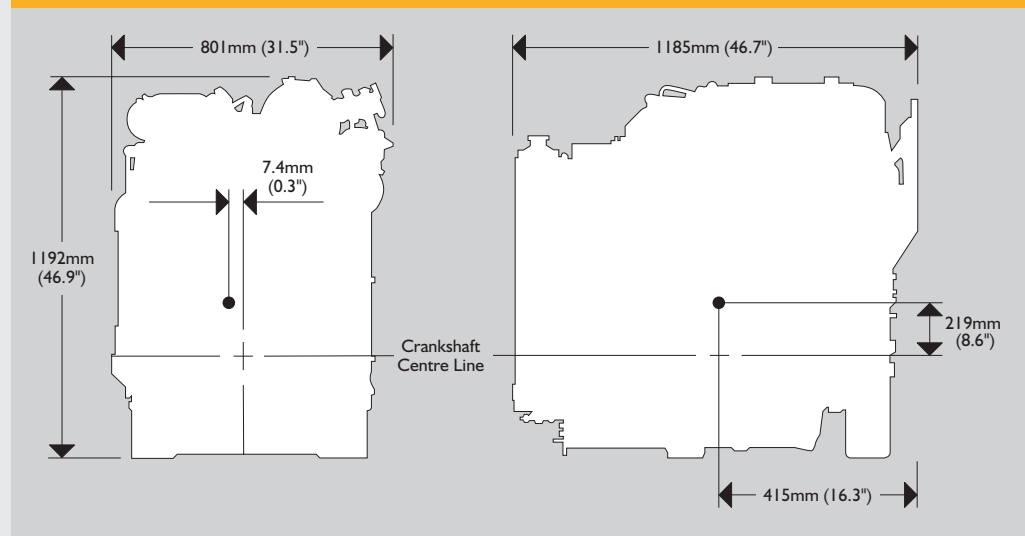 801mm (31.5")
1185mm (46.7")
7.4mm
(0.3")
1192mm
(46.9")
219mm
(8.6")
Crankshaft
Centre Line
415mm (16.3")